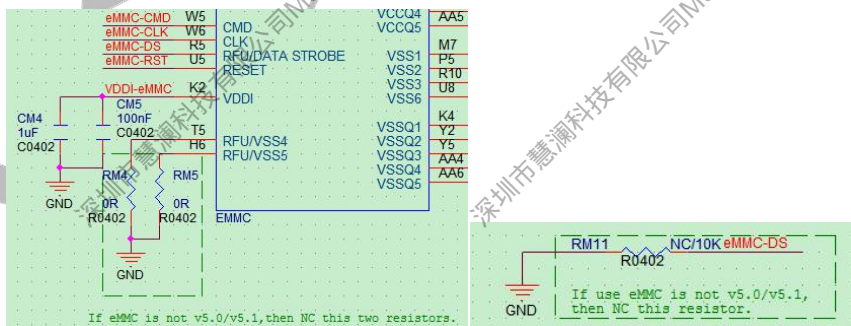 eMMC-CMD W5 CMD
eMMC-CLK W6 CLK
eMMC-DS R5 RFU/DATA STROBE
eMMC-RST U5 RESET
VDDI-eMMC K2 VDDI
CM4
1uF
C0402
CM5
100nF
C0402
GND
T5 RFU/VSS4
H6 RFU/VSS5
RM4
0R
R0402
RM5
0R
R0402
GND
EMMC
VCCQ4 AA5
VCCQ5
VSS1 M7
VSS2 P5
VSS3 R10
VSS6 U8
VSSQ1 K4
VSSQ2 Y2
VSSQ3 Y5
VSSQ4 AA4
VSSQ5 AA6
If eMMC is not v5.0/v5.1,then NC this two resistors.
RM11 NC/10K eMMC-DS
R0402
GND
If use eMMC is not v5.0/v5.1,
then NC this resistor.
深圳市慧澜科技有限公司
深圳市慧澜科技有限公司